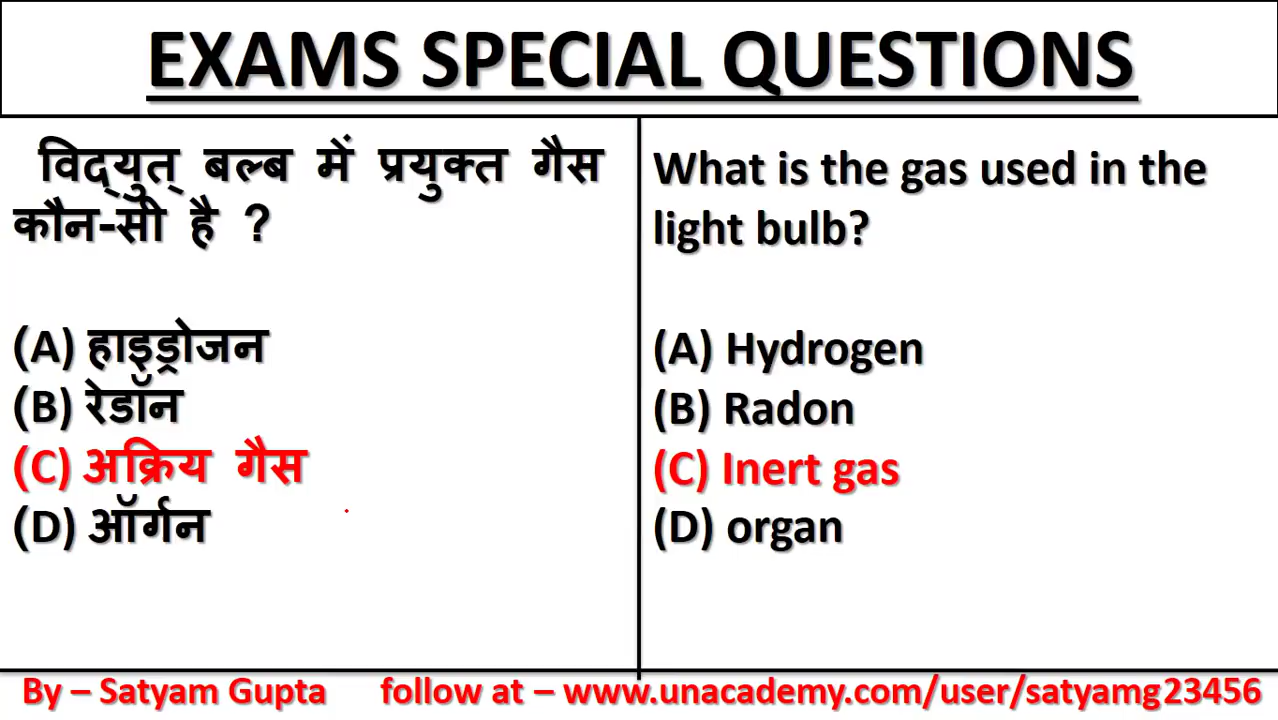 EXAMS SPECIAL QUESTIONS
विद्युत् बल्ब में प्रयुक्त गैस
कौन-सी है ?
(A) हाइड्रोजन
(B) रेडॉन
(C) अक्रिय गैस
(D) ऑर्गन
What is the gas used in the
light bulb?
(A) Hydrogen
(B) Radon
(C) Inert gas
(D) organ
By – Satyam Gupta follow at – www.unacademy.com/user/satyamg23456